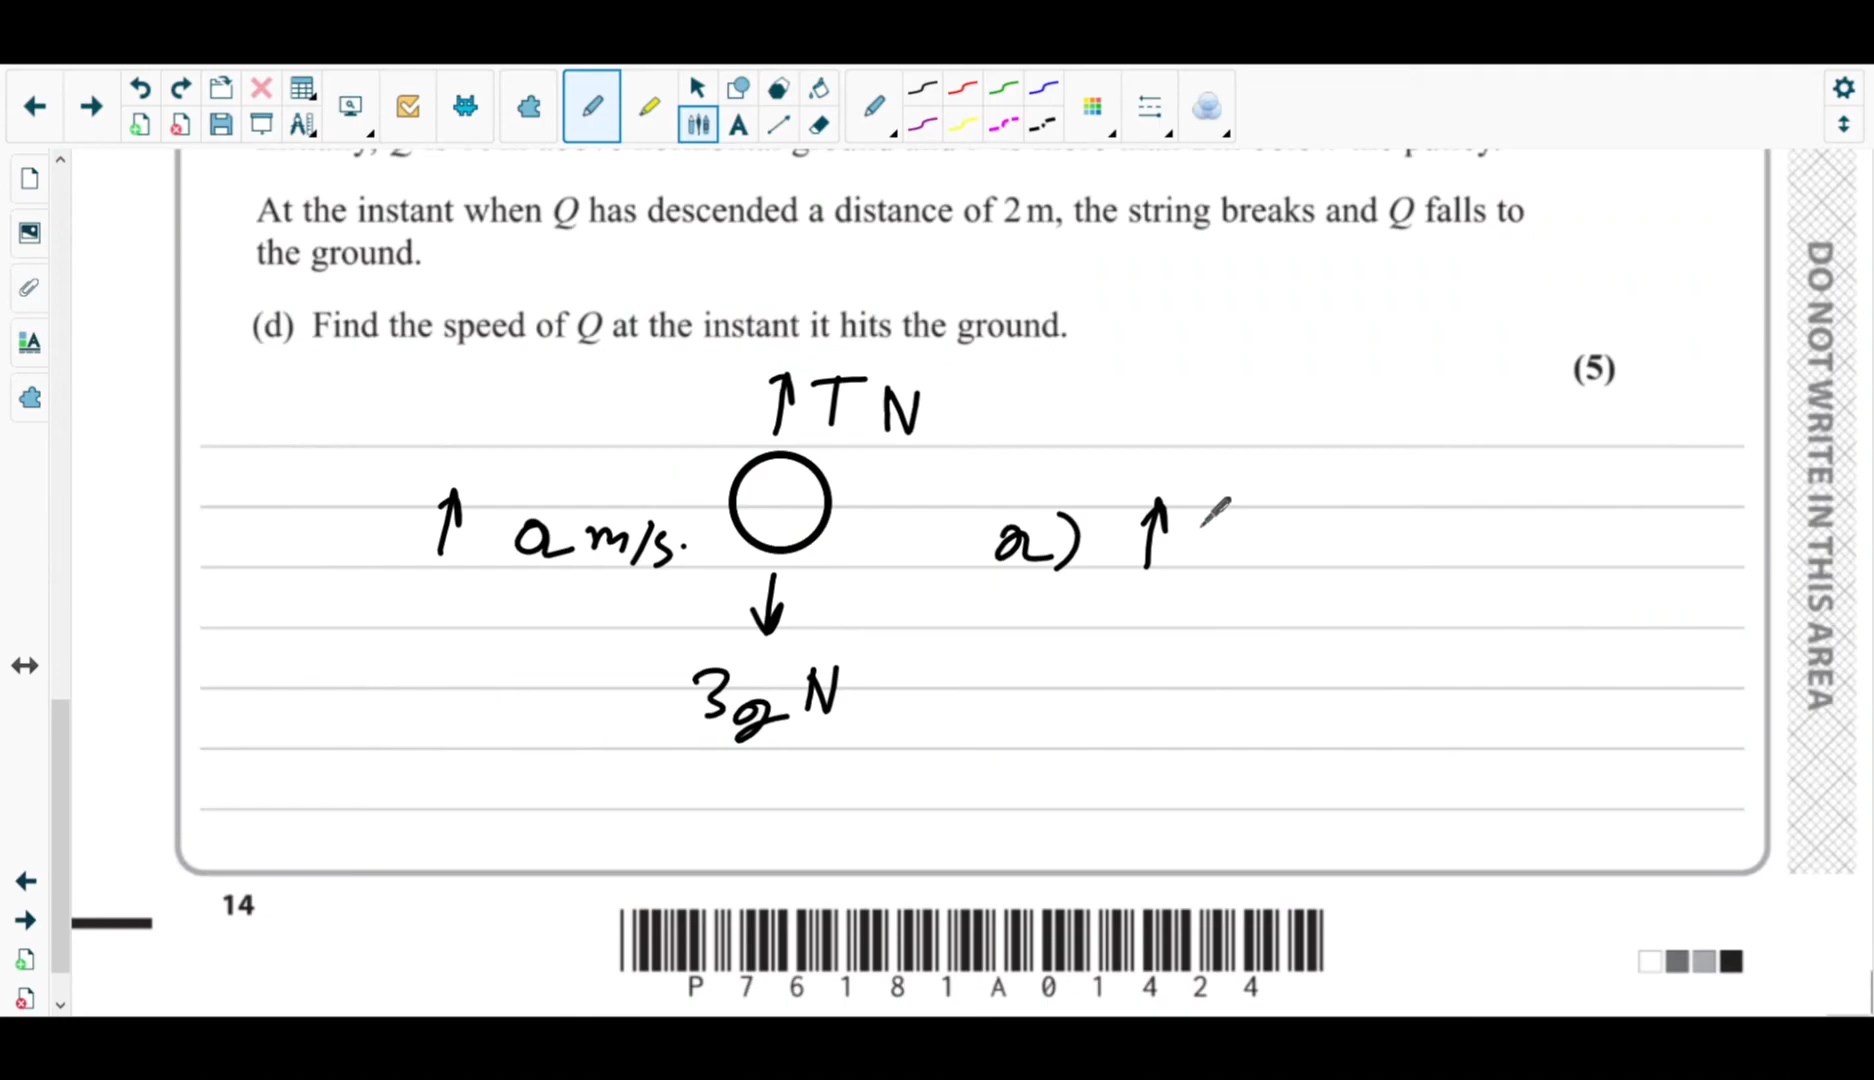 At the instant when Q has descended a distance of 2 m, the string breaks and Q falls to
the ground.
(d) Find the speed of Q at the instant it hits the ground.
(5)
↑ T N
↑ a m/s.
a) ↑
↓
3g N
14
P 7 6 1 8 1 A 0 1 4 2 4
DO NOT WRITE IN THIS AREA